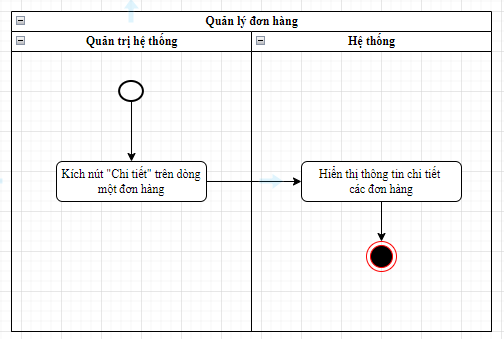 Quản lý đơn hàng
Quản trị hệ thống
Hệ thống
Kích nút "Chi tiết" trên dòng
một đơn hàng
Hiển thị thông tin chi tiết
các đơn hàng